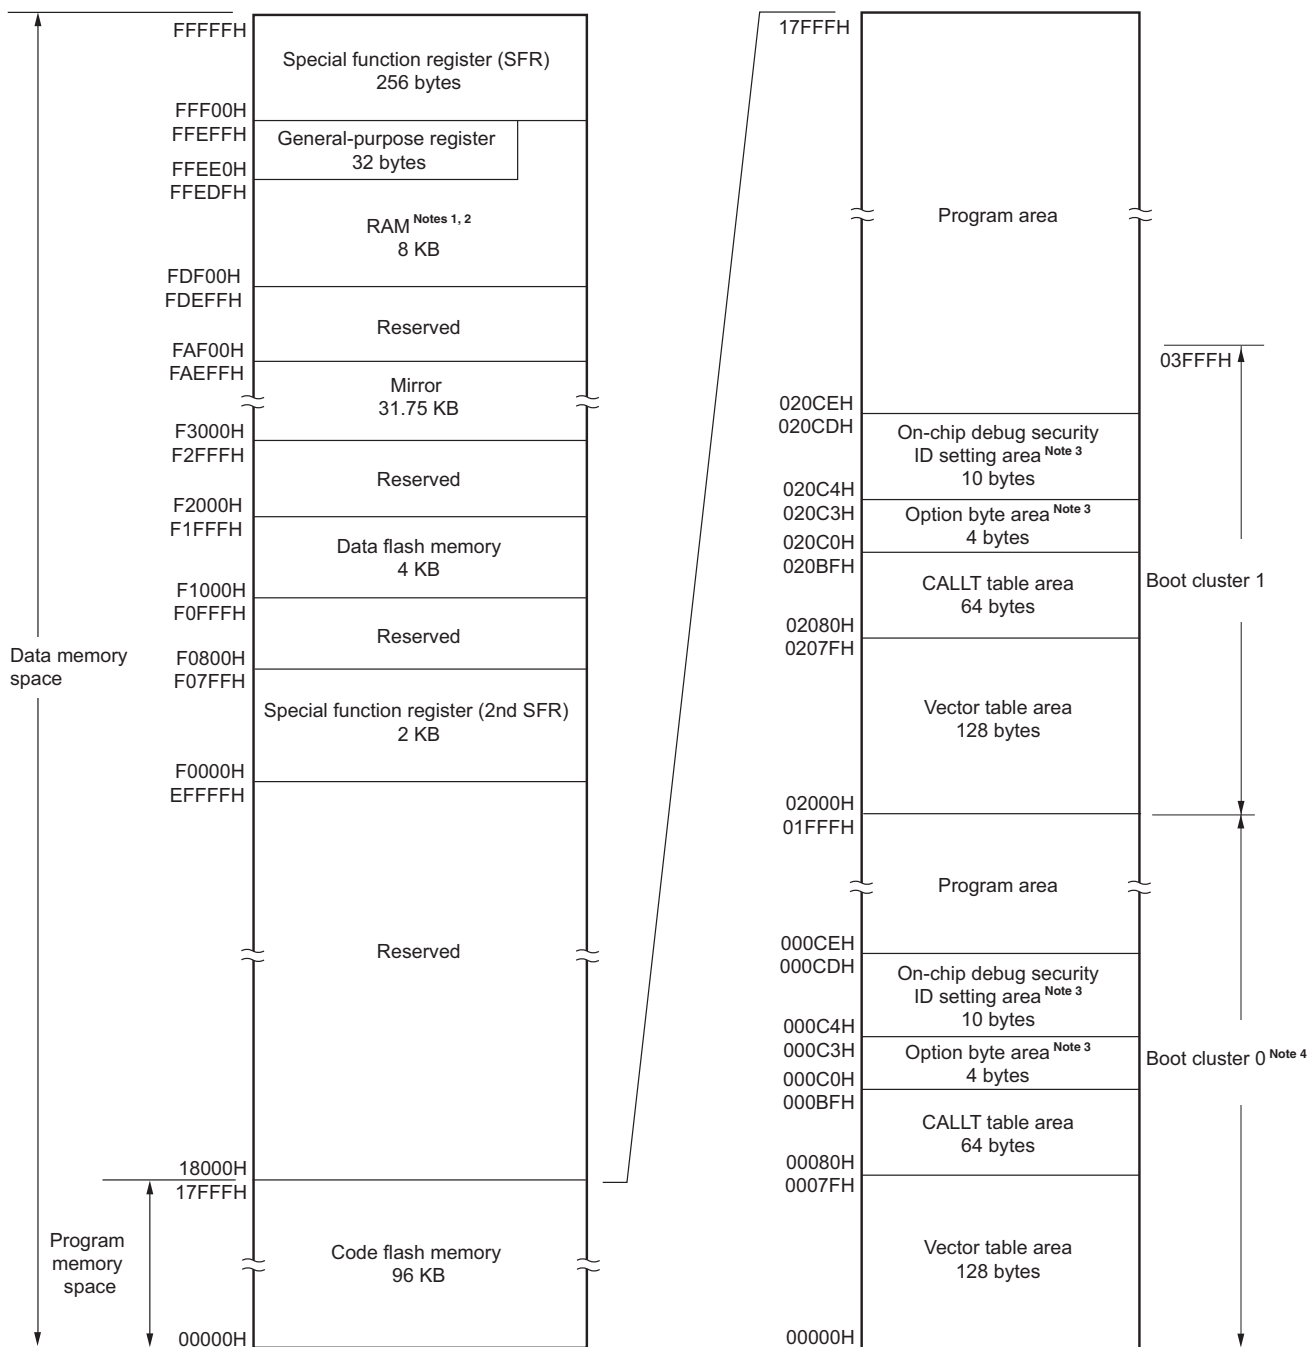 FFFFFH
Special function register (SFR)
256 bytes
FFF00H
FFEFFH
General-purpose register
32 bytes
FFEE0H
FFEDFH
RAM Notes 1, 2
8 KB
FDF00H
FDEFFH
Reserved
FAF00H
FAEFFH
Mirror
31.75 KB
F3000H
F2FFFH
Reserved
F2000H
F1FFFH
Data flash memory
4 KB
F1000H
F0FFFH
Reserved
F0800H
F07FFH
Special function register (2nd SFR)
2 KB
F0000H
EFFFFH
Reserved
18000H
17FFFH
Code flash memory
96 KB
00000H
Data memory
space
Program
memory
space
17FFFH
Program area
03FFFH
020CEH
020CDH
On-chip debug security
ID setting area Note 3
10 bytes
020C4H
020C3H
Option byte area Note 3
4 bytes
020C0H
020BFH
CALLT table area
64 bytes
Boot cluster 1
02080H
0207FH
Vector table area
128 bytes
02000H
01FFFH
Program area
000CEH
000CDH
On-chip debug security
ID setting area Note 3
10 bytes
000C4H
000C3H
Option byte area Note 3
4 bytes
Boot cluster 0 Note 4
000C0H
000BFH
CALLT table area
64 bytes
00080H
0007FH
Vector table area
128 bytes
00000H